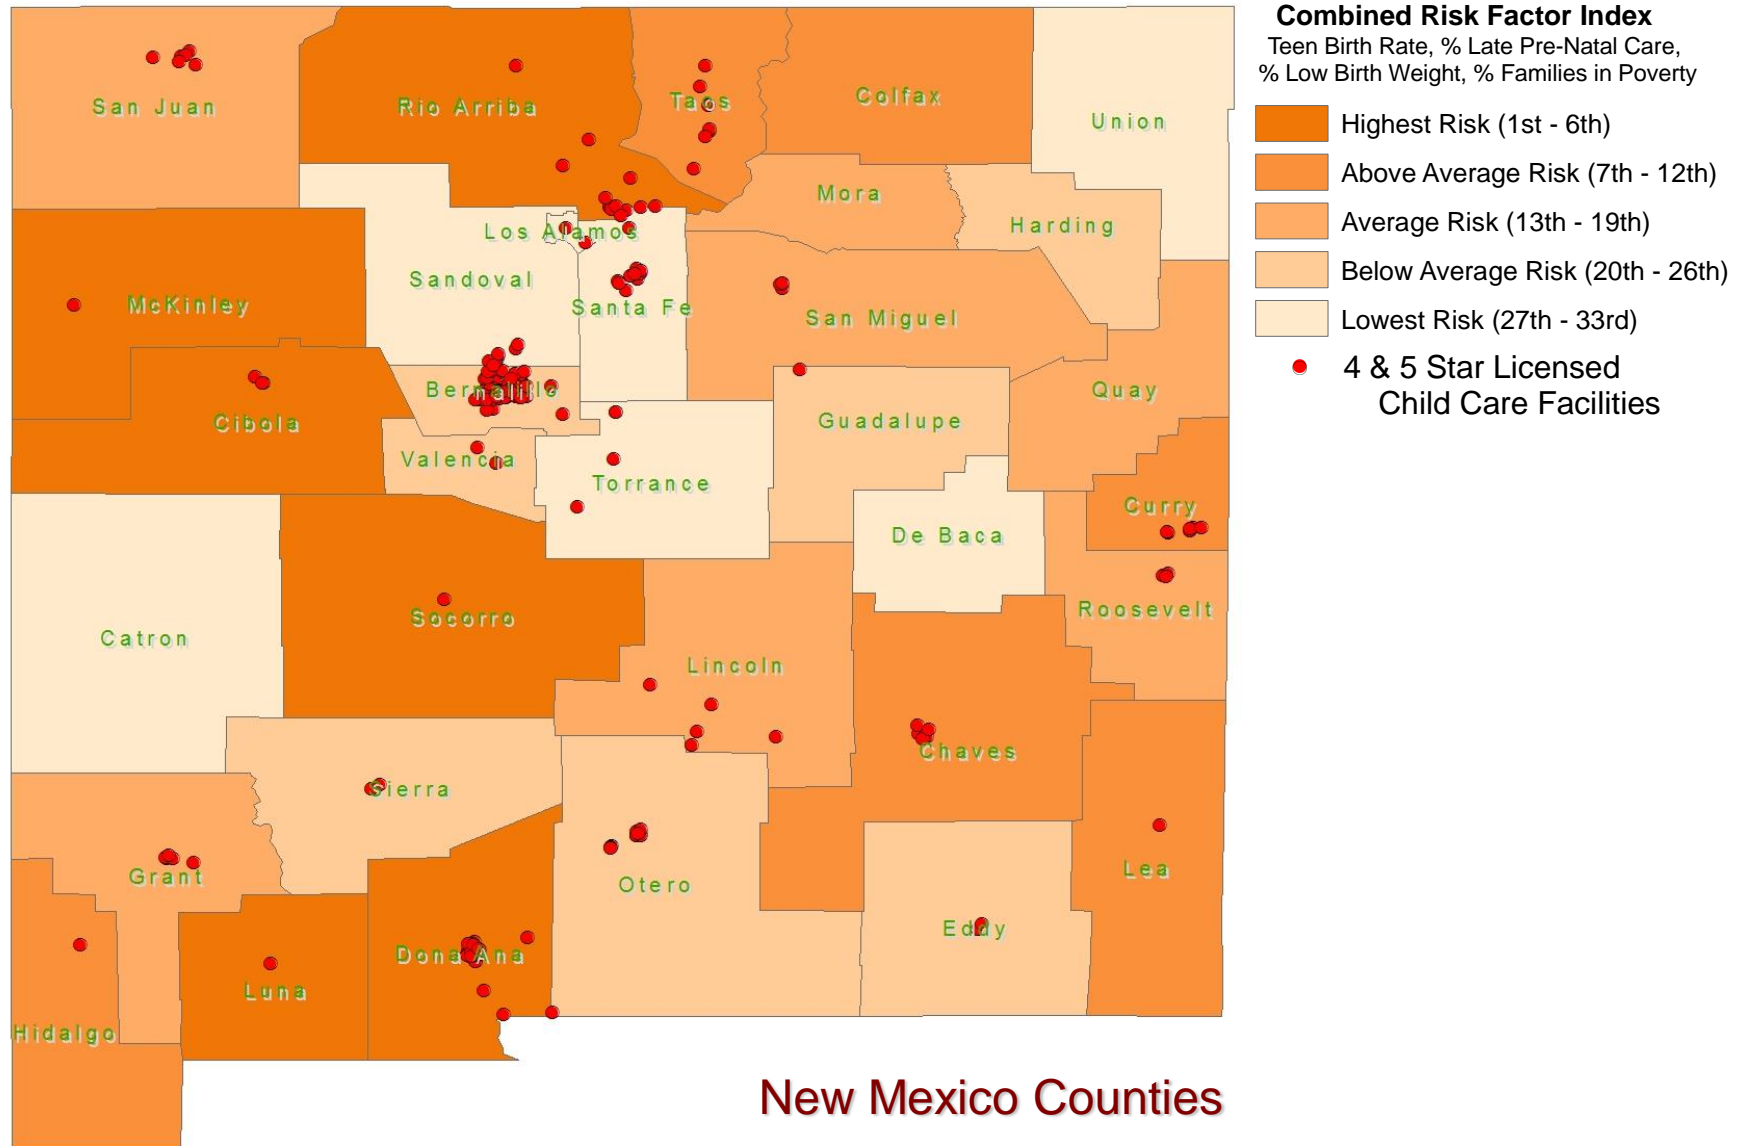 Combined Risk Factor Index
Teen Birth Rate, % Late Pre-Natal Care,
% Low Birth Weight, % Families in Poverty
Highest Risk (1st - 6th)
Above Average Risk (7th - 12th)
Average Risk (13th - 19th)
Below Average Risk (20th - 26th)
Lowest Risk (27th - 33rd)
4 & 5 Star Licensed
Child Care Facilities
San Juan
Rio Arriba
Taos
Colfax
Union
Mora
Harding
Los Alamos
Sandoval
Santa Fe
McKinley
San Miguel
Bernalillo
Quay
Cibola
Guadalupe
Valencia
Torrance
Curry
De Baca
Roosevelt
Socorro
Catron
Lincoln
Chaves
Sierra
Grant
Otero
Lea
Eddy
Dona Ana
Luna
Hidalgo
New Mexico Counties